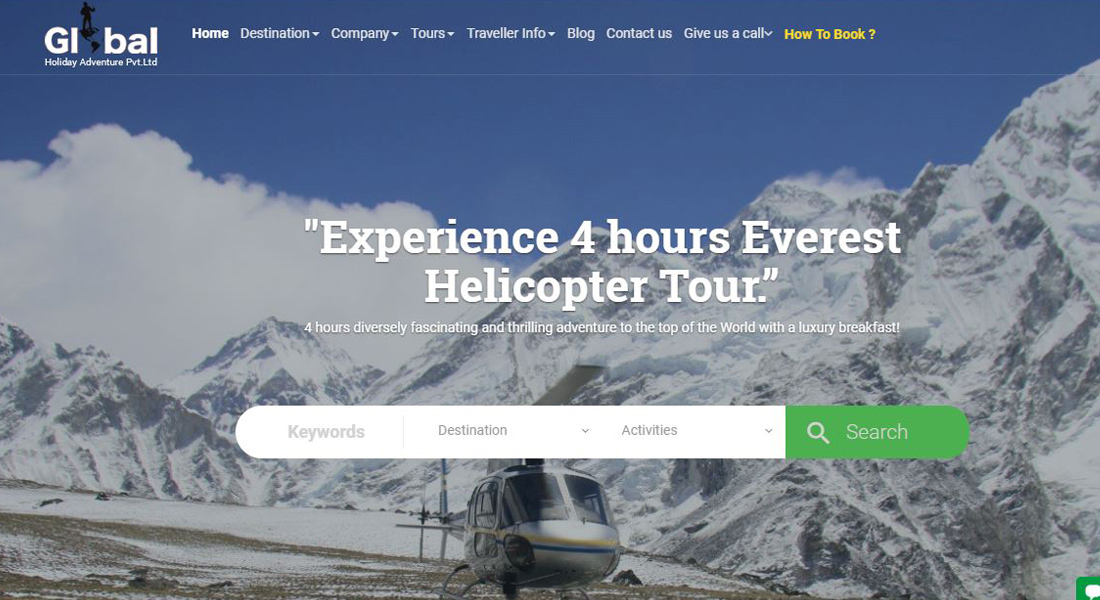 Global
Holiday Adventure Pvt.Ltd
Home Destination Company Tours Traveller Info Blog Contact us Give us a call How To Book ?
"Experience 4 hours Everest
Helicopter Tour.”
4 hours diversely fascinating and thrilling adventure to the top of the World with a luxury breakfast!
Keywords Destination Activities Search